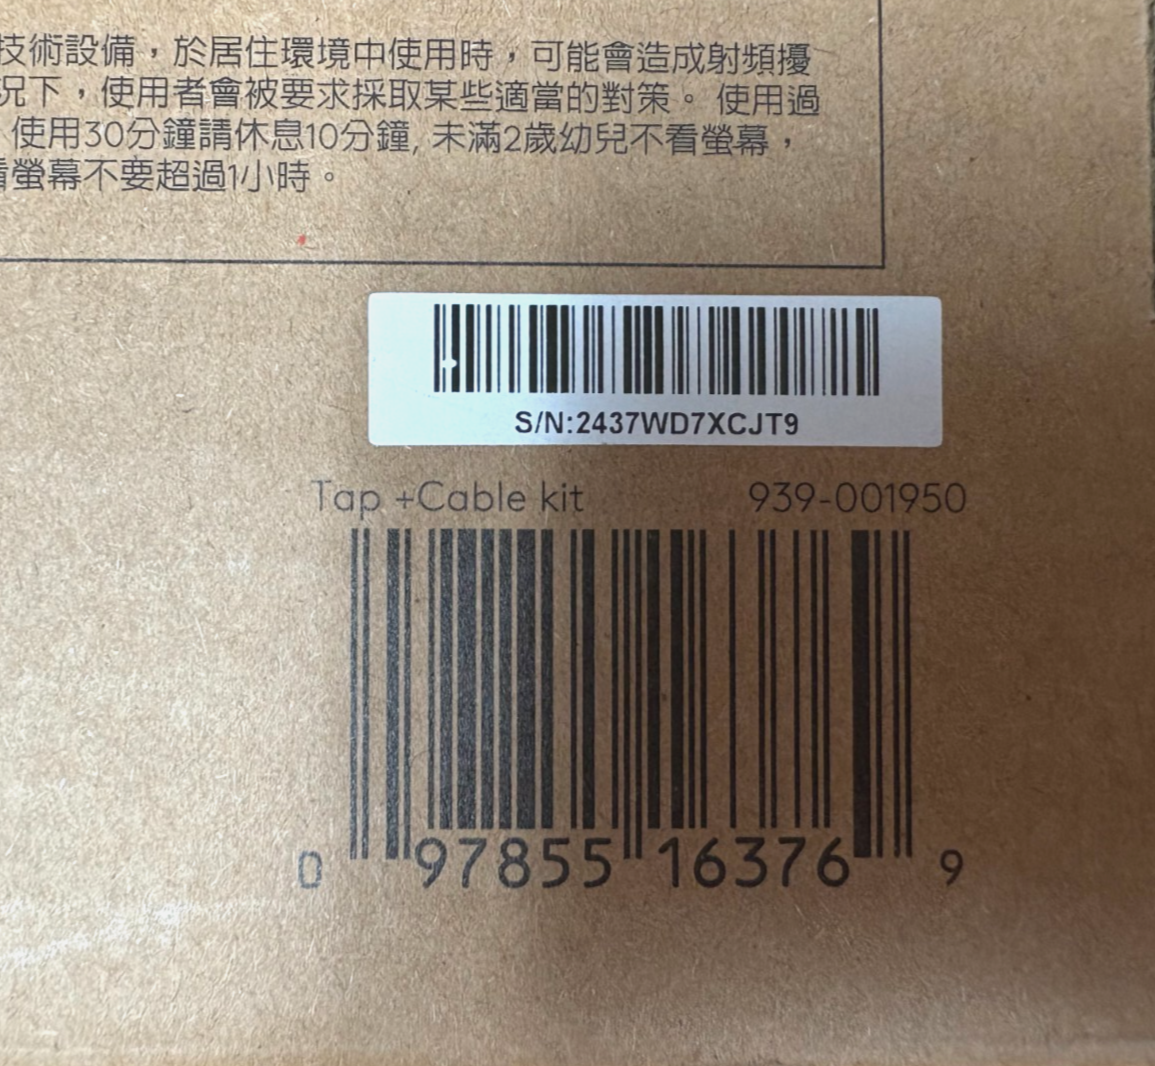 技術設備，於居住環境中使用時，可能會造成射頻擾
況下，使用者會被要求採取某些適當的對策。 使用過
使用30分鐘請休息10分鐘, 未滿2歲幼兒不看螢幕，
看螢幕不要超過1小時。
S/N:2437WD7XCJT9
Tap +Cable kit 939-001950
0 97855 16376 9